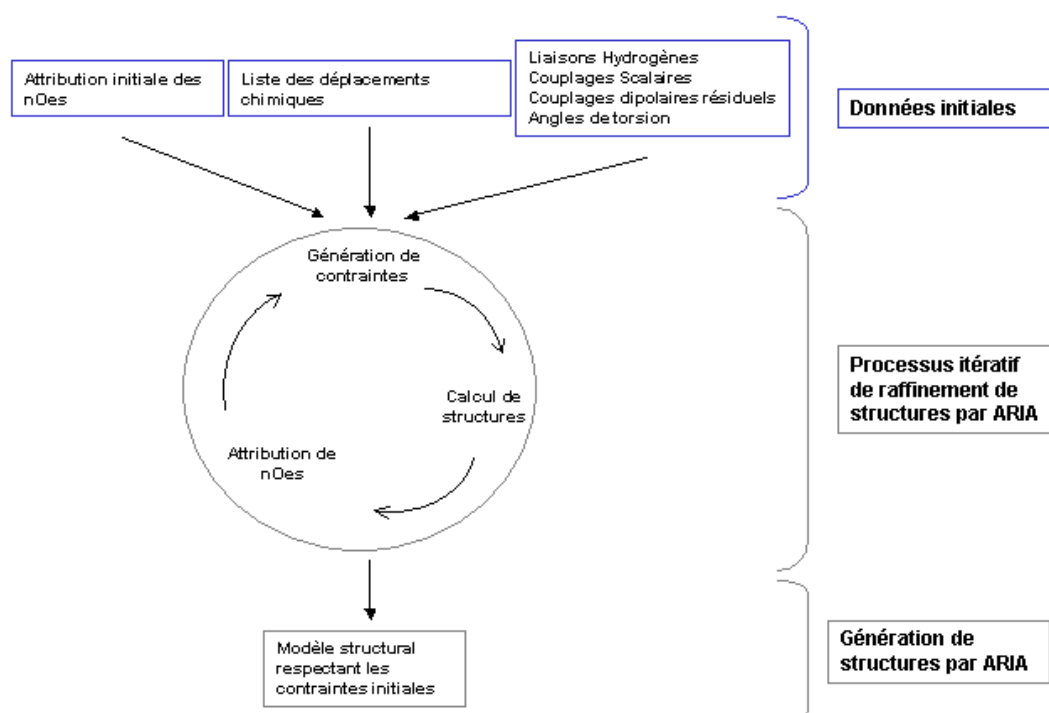 Attribution initiale des
nOes
Liste des déplacements
chimiques
Liaisons Hydrogènes
Couplages Scalaires
Couplages dipolaires résiduels
Angles de torsion
Données initiales
Génération de
contraintes
Calcul de
structures
Attribution de
nOes
Processus itératif
de raffinement de
structures par ARIA
Modèle structural
respectant les
contraintes initiales
Génération de
structures par ARIA